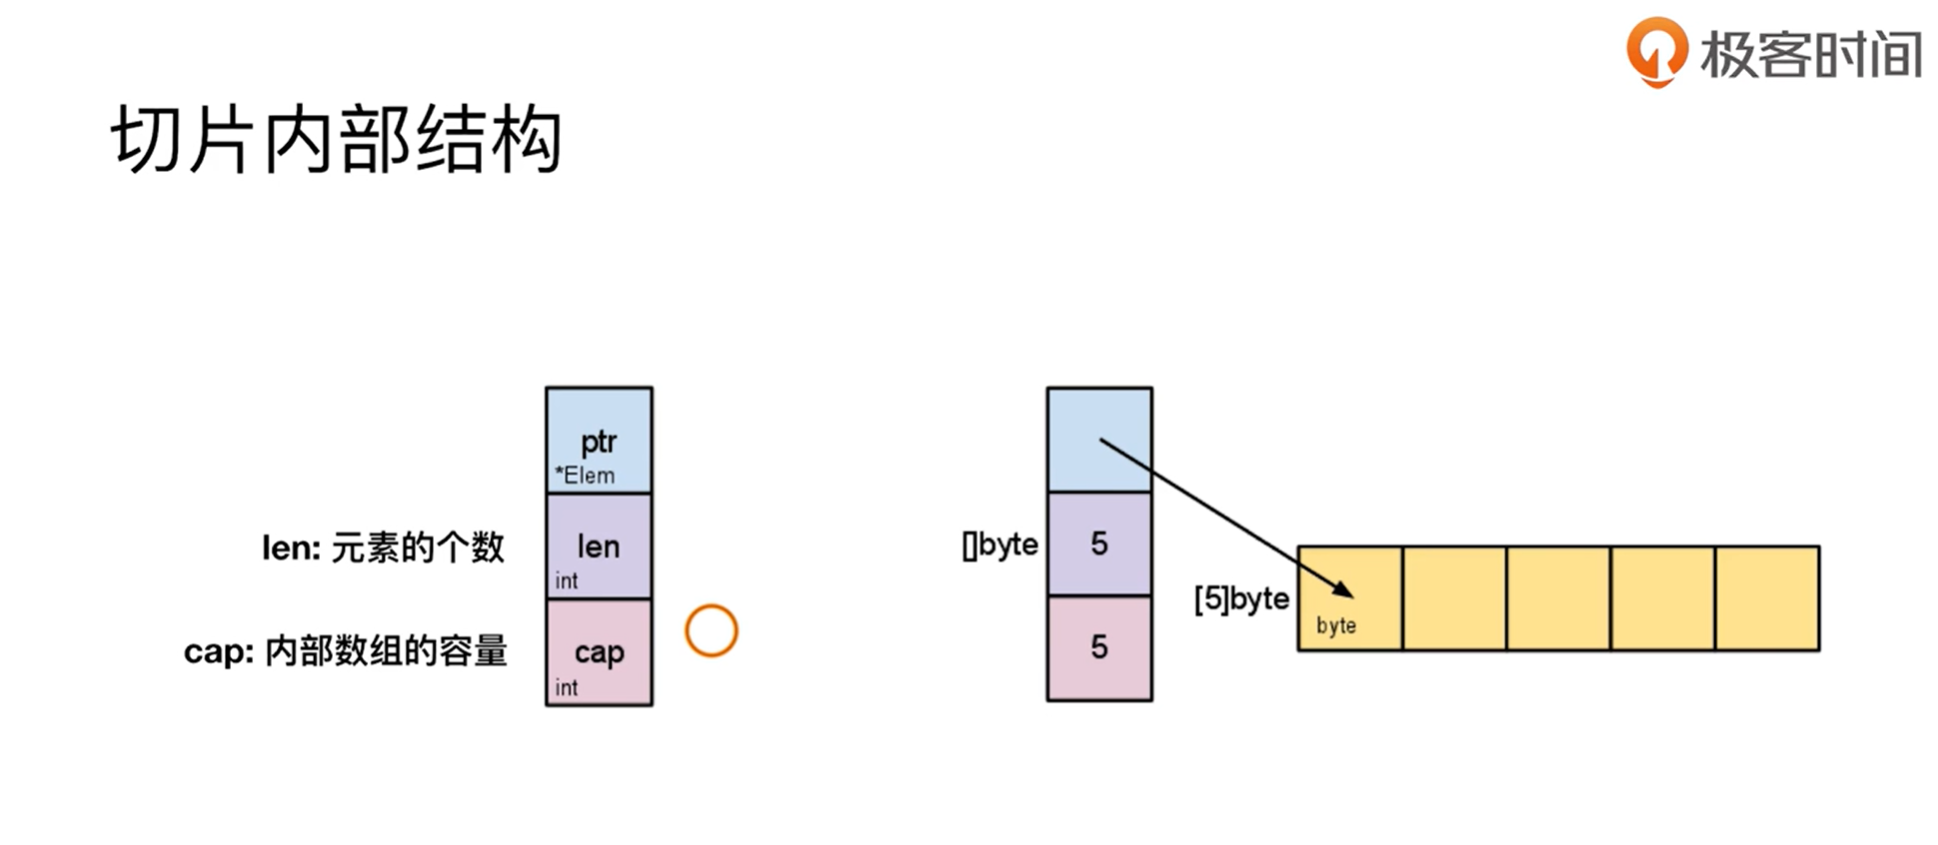 极客时间
切片内部结构
ptr
*Elem
len: 元素的个数
len
int
cap: 内部数组的容量
cap
int
[]byte
5
5
[5]byte
byte